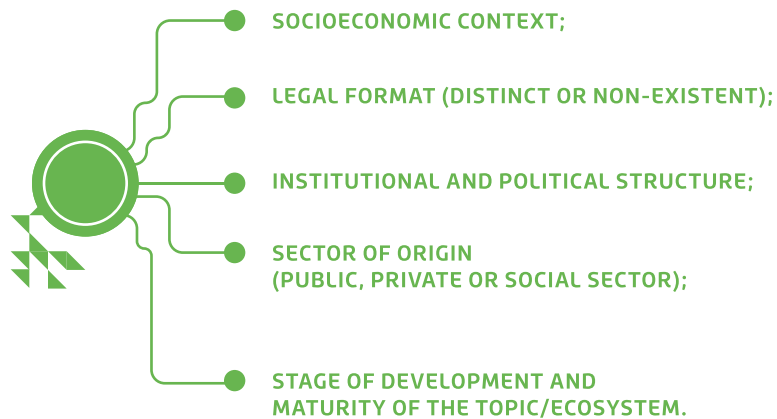 SOCIOECONOMIC CONTEXT;
LEGAL FORMAT (DISTINCT OR NON-EXISTENT);
INSTITUTIONAL AND POLITICAL STRUCTURE;
SECTOR OF ORIGIN
(PUBLIC, PRIVATE OR SOCIAL SECTOR);
STAGE OF DEVELOPMENT AND
MATURITY OF THE TOPIC/ECOSYSTEM.